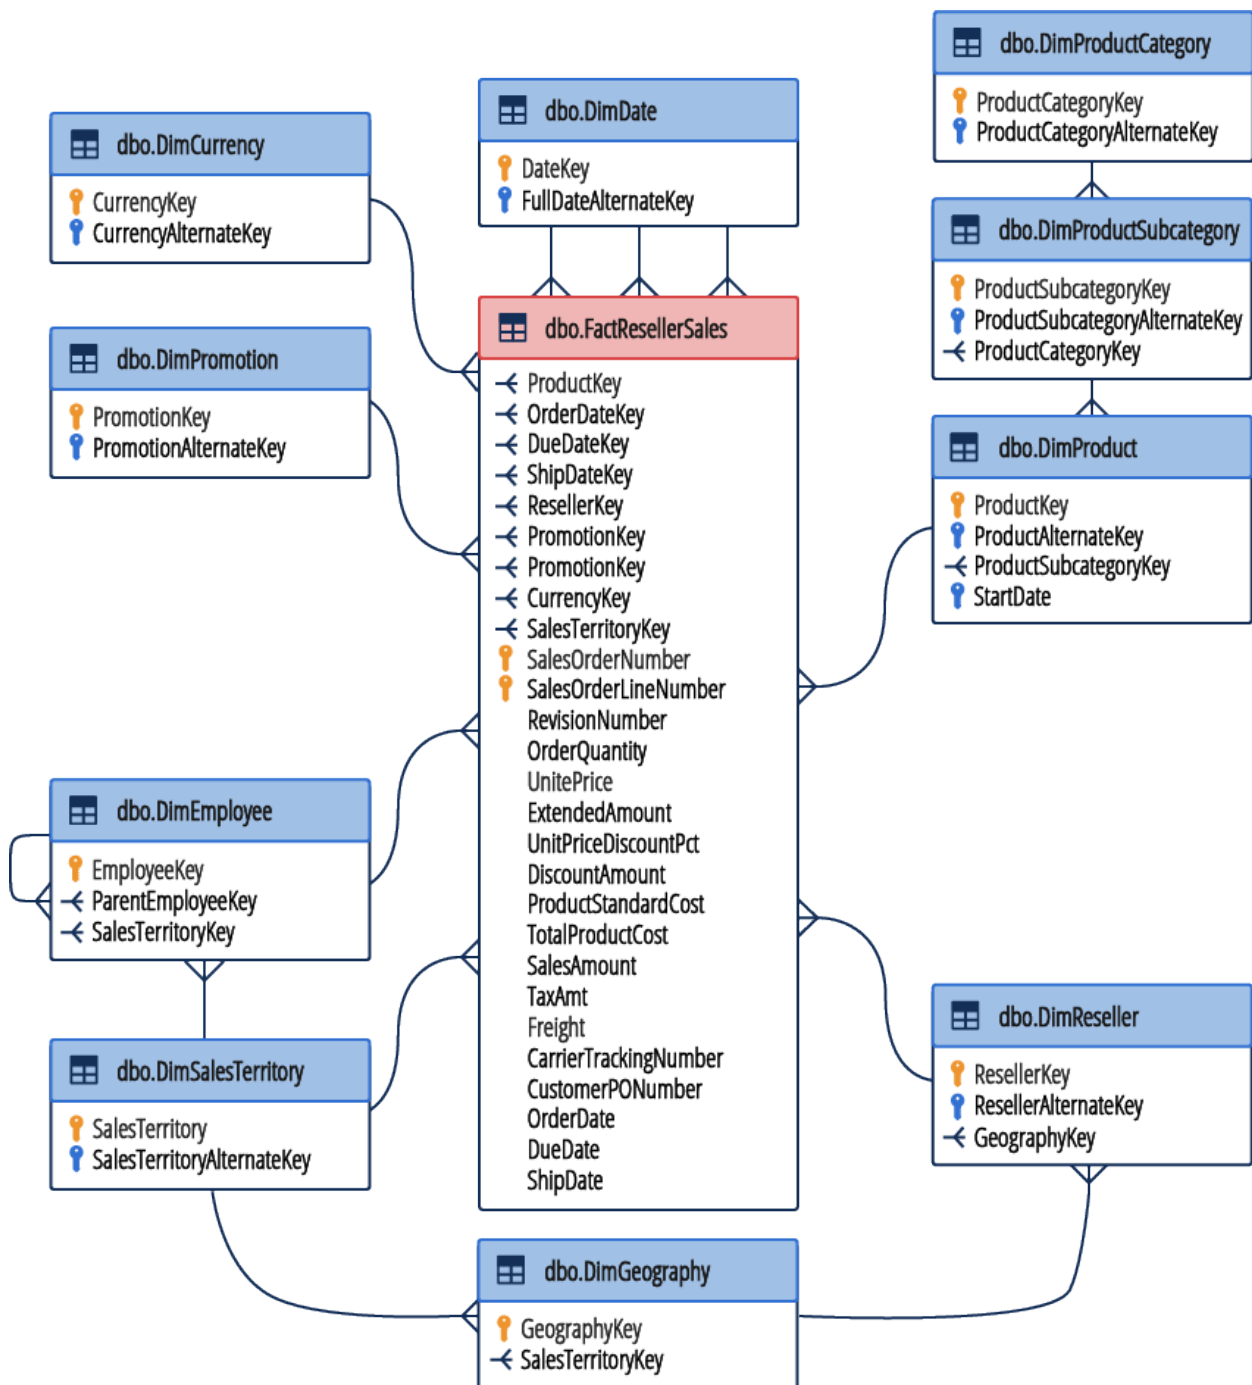 dbo.DimProductCategory
ProductCategoryKey
ProductCategoryAlternateKey
dbo.DimDate
DateKey
FullDateAlternateKey
dbo.DimCurrency
CurrencyKey
CurrencyAlternateKey
dbo.DimProductSubcategory
ProductSubcategoryKey
ProductSubcategoryAlternateKey
ProductCategoryKey
dbo.DimPromotion
PromotionKey
PromotionAlternateKey
dbo.FactResellerSales
ProductKey
OrderDateKey
DueDateKey
ShipDateKey
ResellerKey
PromotionKey
PromotionKey
CurrencyKey
SalesTerritoryKey
SalesOrderNumber
SalesOrderLineNumber
RevisionNumber
OrderQuantity
UnitePrice
ExtendedAmount
UnitPriceDiscountPct
DiscountAmount
ProductStandardCost
TotalProductCost
SalesAmount
TaxAmt
Freight
CarrierTrackingNumber
CustomerPONumber
OrderDate
DueDate
ShipDate
dbo.DimProduct
ProductKey
ProductAlternateKey
ProductSubcategoryKey
StartDate
dbo.DimEmployee
EmployeeKey
ParentEmployeeKey
SalesTerritoryKey
dbo.DimSalesTerritory
SalesTerritory
SalesTerritoryAlternateKey
dbo.DimReseller
ResellerKey
ResellerAlternateKey
GeographyKey
dbo.DimGeography
GeographyKey
SalesTerritoryKey